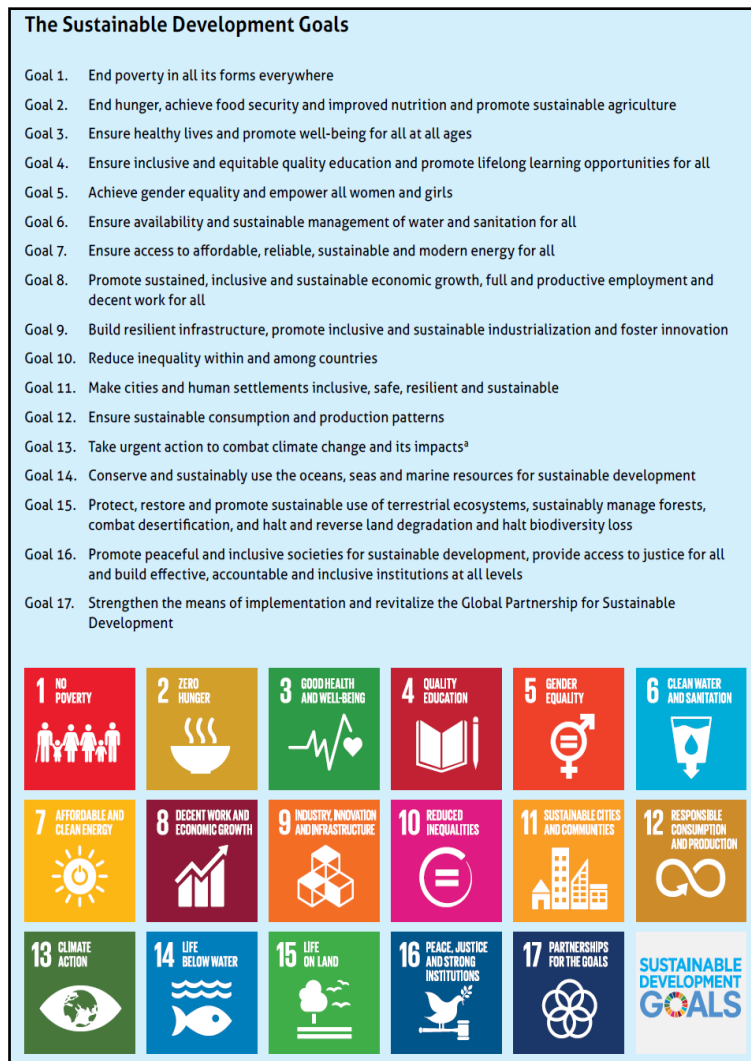 The Sustainable Development Goals
Goal 1. End poverty in all its forms everywhere
Goal 2. End hunger, achieve food security and improved nutrition and promote sustainable agriculture
Goal 3. Ensure healthy lives and promote well-being for all at all ages
Goal 4. Ensure inclusive and equitable quality education and promote lifelong learning opportunities for all
Goal 5. Achieve gender equality and empower all women and girls
Goal 6. Ensure availability and sustainable management of water and sanitation for all
Goal 7. Ensure access to affordable, reliable, sustainable and modern energy for all
Goal 8. Promote sustained, inclusive and sustainable economic growth, full and productive employment and
decent work for all
Goal 9. Build resilient infrastructure, promote inclusive and sustainable industrialization and foster innovation
Goal 10. Reduce inequality within and among countries
Goal 11. Make cities and human settlements inclusive, safe, resilient and sustainable
Goal 12. Ensure sustainable consumption and production patterns
Goal 13. Take urgent action to combat climate change and its impactsª
Goal 14. Conserve and sustainably use the oceans, seas and marine resources for sustainable development
Goal 15. Protect, restore and promote sustainable use of terrestrial ecosystems, sustainably manage forests,
combat desertification, and halt and reverse land degradation and halt biodiversity loss
Goal 16. Promote peaceful and inclusive societies for sustainable development, provide access to justice for all
and build effective, accountable and inclusive institutions at all levels
Goal 17. Strengthen the means of implementation and revitalize the Global Partnership for Sustainable
Development
1 NO
POVERTY
2 ZERO
HUNGER
3 GOOD HEALTH
AND WELL-BEING
4 QUALITY
EDUCATION
5 GENDER
EQUALITY
6 CLEAN WATER
AND SANITATION
7 AFFORDABLE AND
CLEAN ENERGY
8 DECENT WORK AND
ECONOMIC GROWTH
9 INDUSTRY, INNOVATION
AND INFRASTRUCTURE
10 REDUCED
INEQUALITIES
11 SUSTAINABLE CITIES
AND COMMUNITIES
12 RESPONSIBLE
CONSUMPTION
AND PRODUCTION
13 CLIMATE
ACTION
14 LIFE
BELOW WATER
15 LIFE
ON LAND
16 PEACE, JUSTICE
AND STRONG
INSTITUTIONS
17 PARTNERSHIPS
FOR THE GOALS
SUSTAINABLE
DEVELOPMENT
GOALS